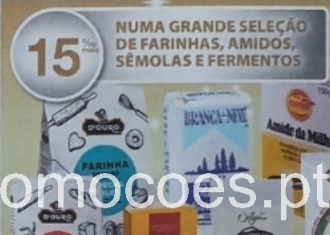 15
NUMA GRANDE SELEÇÃO
DE FARINHAS, AMIDOS,
SÊMOLAS E FERMENTOS
D'OURO
FARINHA
BRANCA DE NEVE
Amido de Milho
D'OURO
omocoes.pt